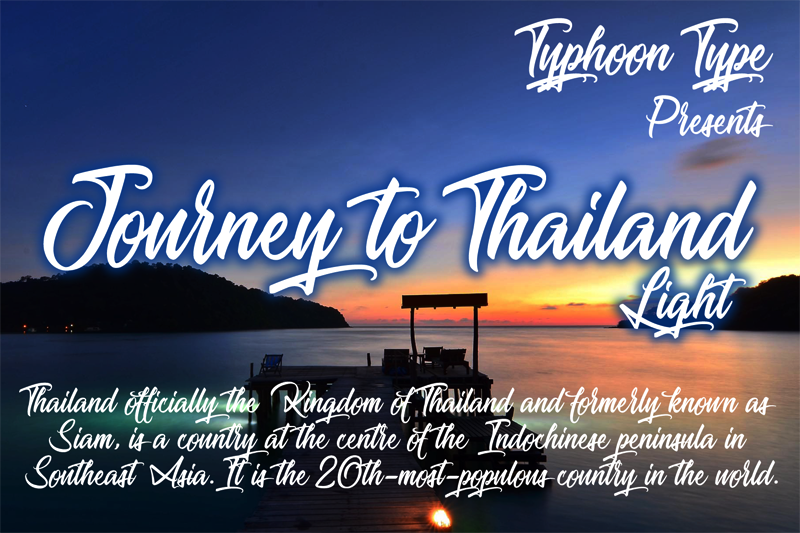 Typhoon Type
Presents
Journey to Thailand
Light
Thailand officially the Kingdom of Thailand and formerly known as
Siam, is a country at the centre of the Indochinese peninsula in
Southeast Asia. It is the 20th-most-populous country in the world.